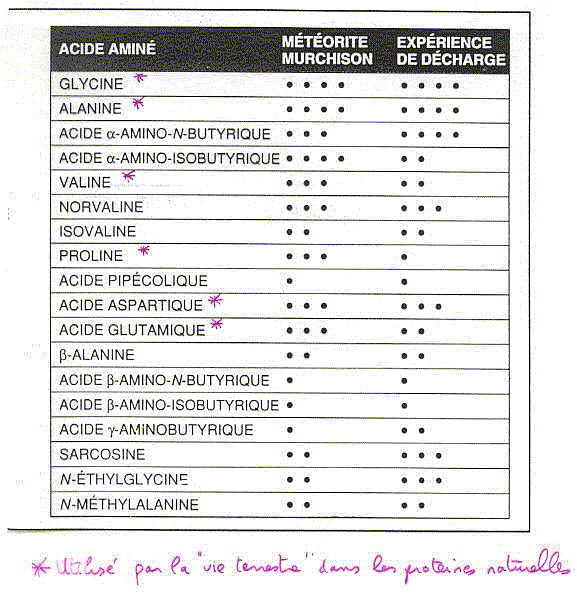 ACIDE AMINÉ MÉTÉORITE MURCHISON EXPÉRIENCE DE DÉCHARGE
GLYCINE * • • • • • • • •
ALANINE * • • • • • • • •
ACIDE α-AMINO-N-BUTYRIQUE • • • • • • •
ACIDE α-AMINO-ISOBUTYRIQUE • • • • • •
VALINE * • • • • •
NORVALINE • • • • • •
ISOVALINE • • • •
PROLINE * • • • •
ACIDE PIPÉCOLIQUE • •
ACIDE ASPARTIQUE * • • • • • •
ACIDE GLUTAMIQUE * • • • • •
β-ALANINE • • • •
ACIDE β-AMINO-N-BUTYRIQUE • •
ACIDE β-AMINO-ISOBUTYRIQUE • •
ACIDE γ-AMINOBUTYRIQUE • • •
SARCOSINE • • • • •
N-ÉTHYLGLYCINE • • • • •
N-MÉTHYLALANINE • • • •
* Utilisé par la "vie terrestre" dans les protéines naturelles